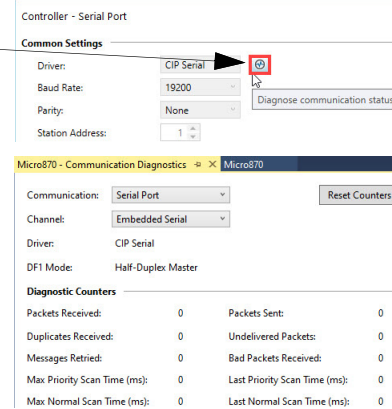 Controller - Serial Port
Common Settings
Driver: CIP Serial
Baud Rate: 19200
Diagnose communication status
Parity: None
Station Address: 1
Micro870 - Communication Diagnostics Micro870
Communication: Serial Port Reset Counters
Channel: Embedded Serial
Driver: CIP Serial
DF1 Mode: Half-Duplex Master
Diagnostic Counters
Packets Received: 0 Packets Sent: 0
Duplicates Received: 0 Undelivered Packets: 0
Messages Retried: 0 Bad Packets Received: 0
Max Priority Scan Time (ms): 0 Last Priority Scan Time (ms): 0
Max Normal Scan Time (ms): 0 Last Normal Scan Time (ms): 0